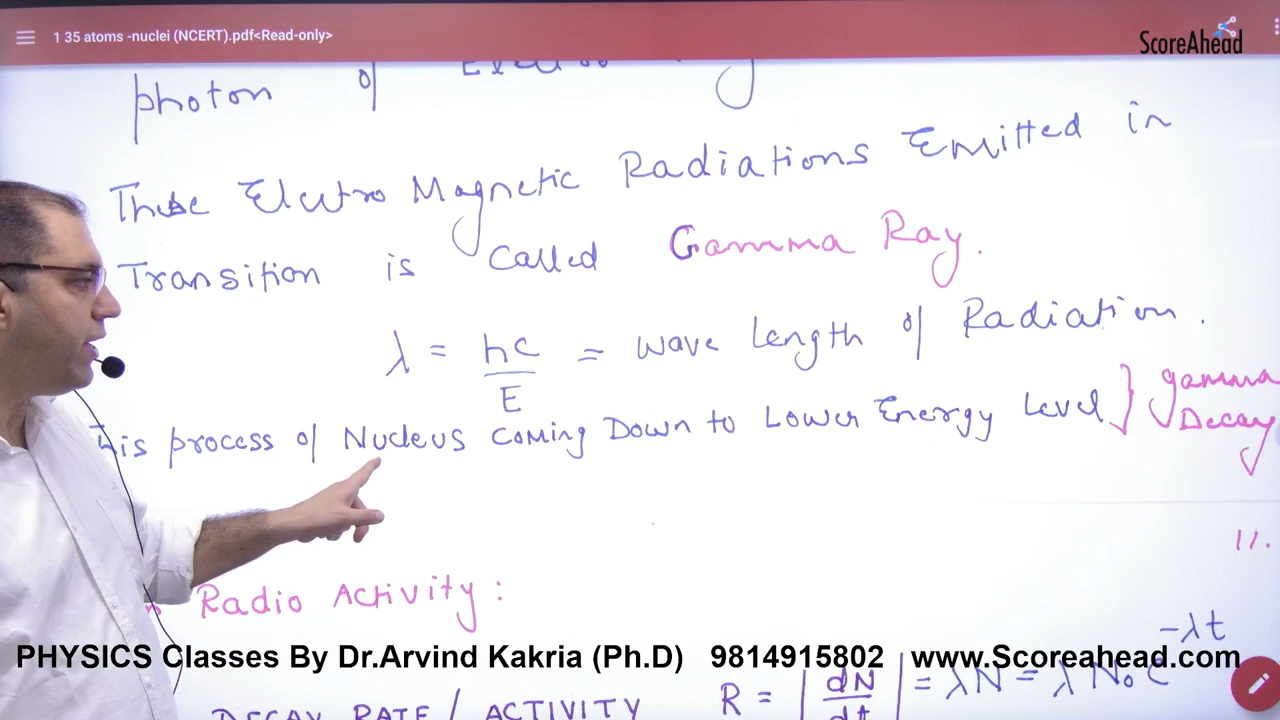 1 35 atoms -nuclei (NCERT).pdf<Read-only>
ScoreAhead
photon of
These Electro Magnetic Radiations Emitted in
Transition is called Gamma Ray.
λ = hc/E = wave Length of Radiation.
This process of Nucleus Coming Down to Lower Energy Level } gamma Decay
11.
Radio Activity :
PHYSICS Classes By Dr.Arvind Kakria (Ph.D) 9814915802 www.Scoreahead.com
DECAY RATE / ACTIVITY R = |dN/dt| = λN = λN₀e^-λt